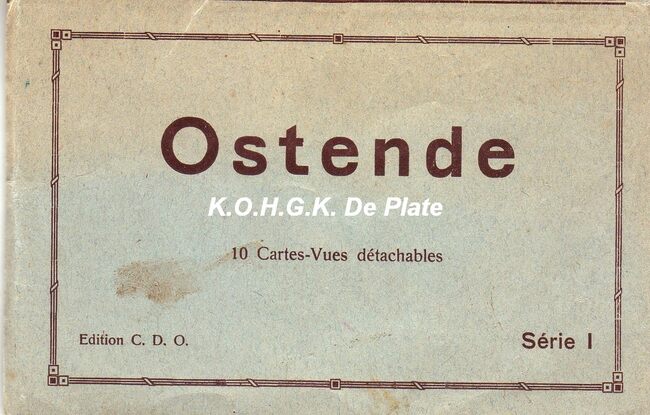 Ostende
K.O.H.G.K. De Plate
10 Cartes-Vues détachables
Edition C. D. O.
Série I